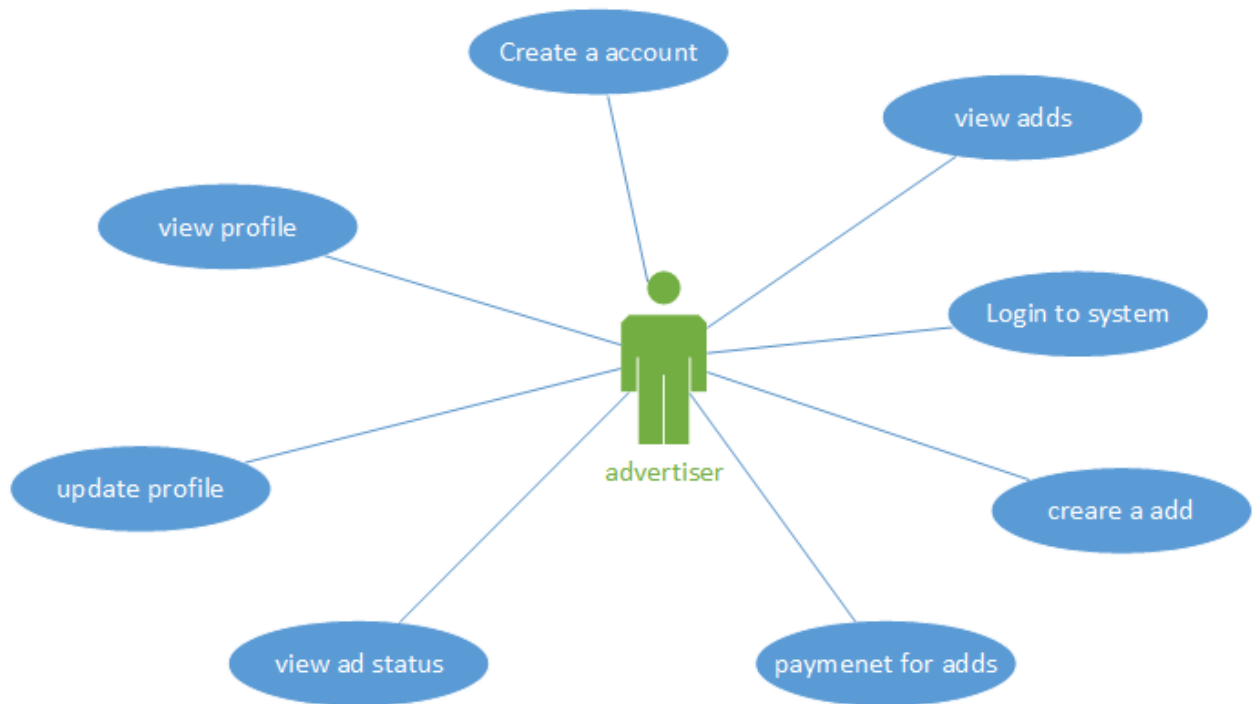 Create a account
view adds
view profile
Login to system
advertiser
update profile
creare a add
view ad status
paymenet for adds